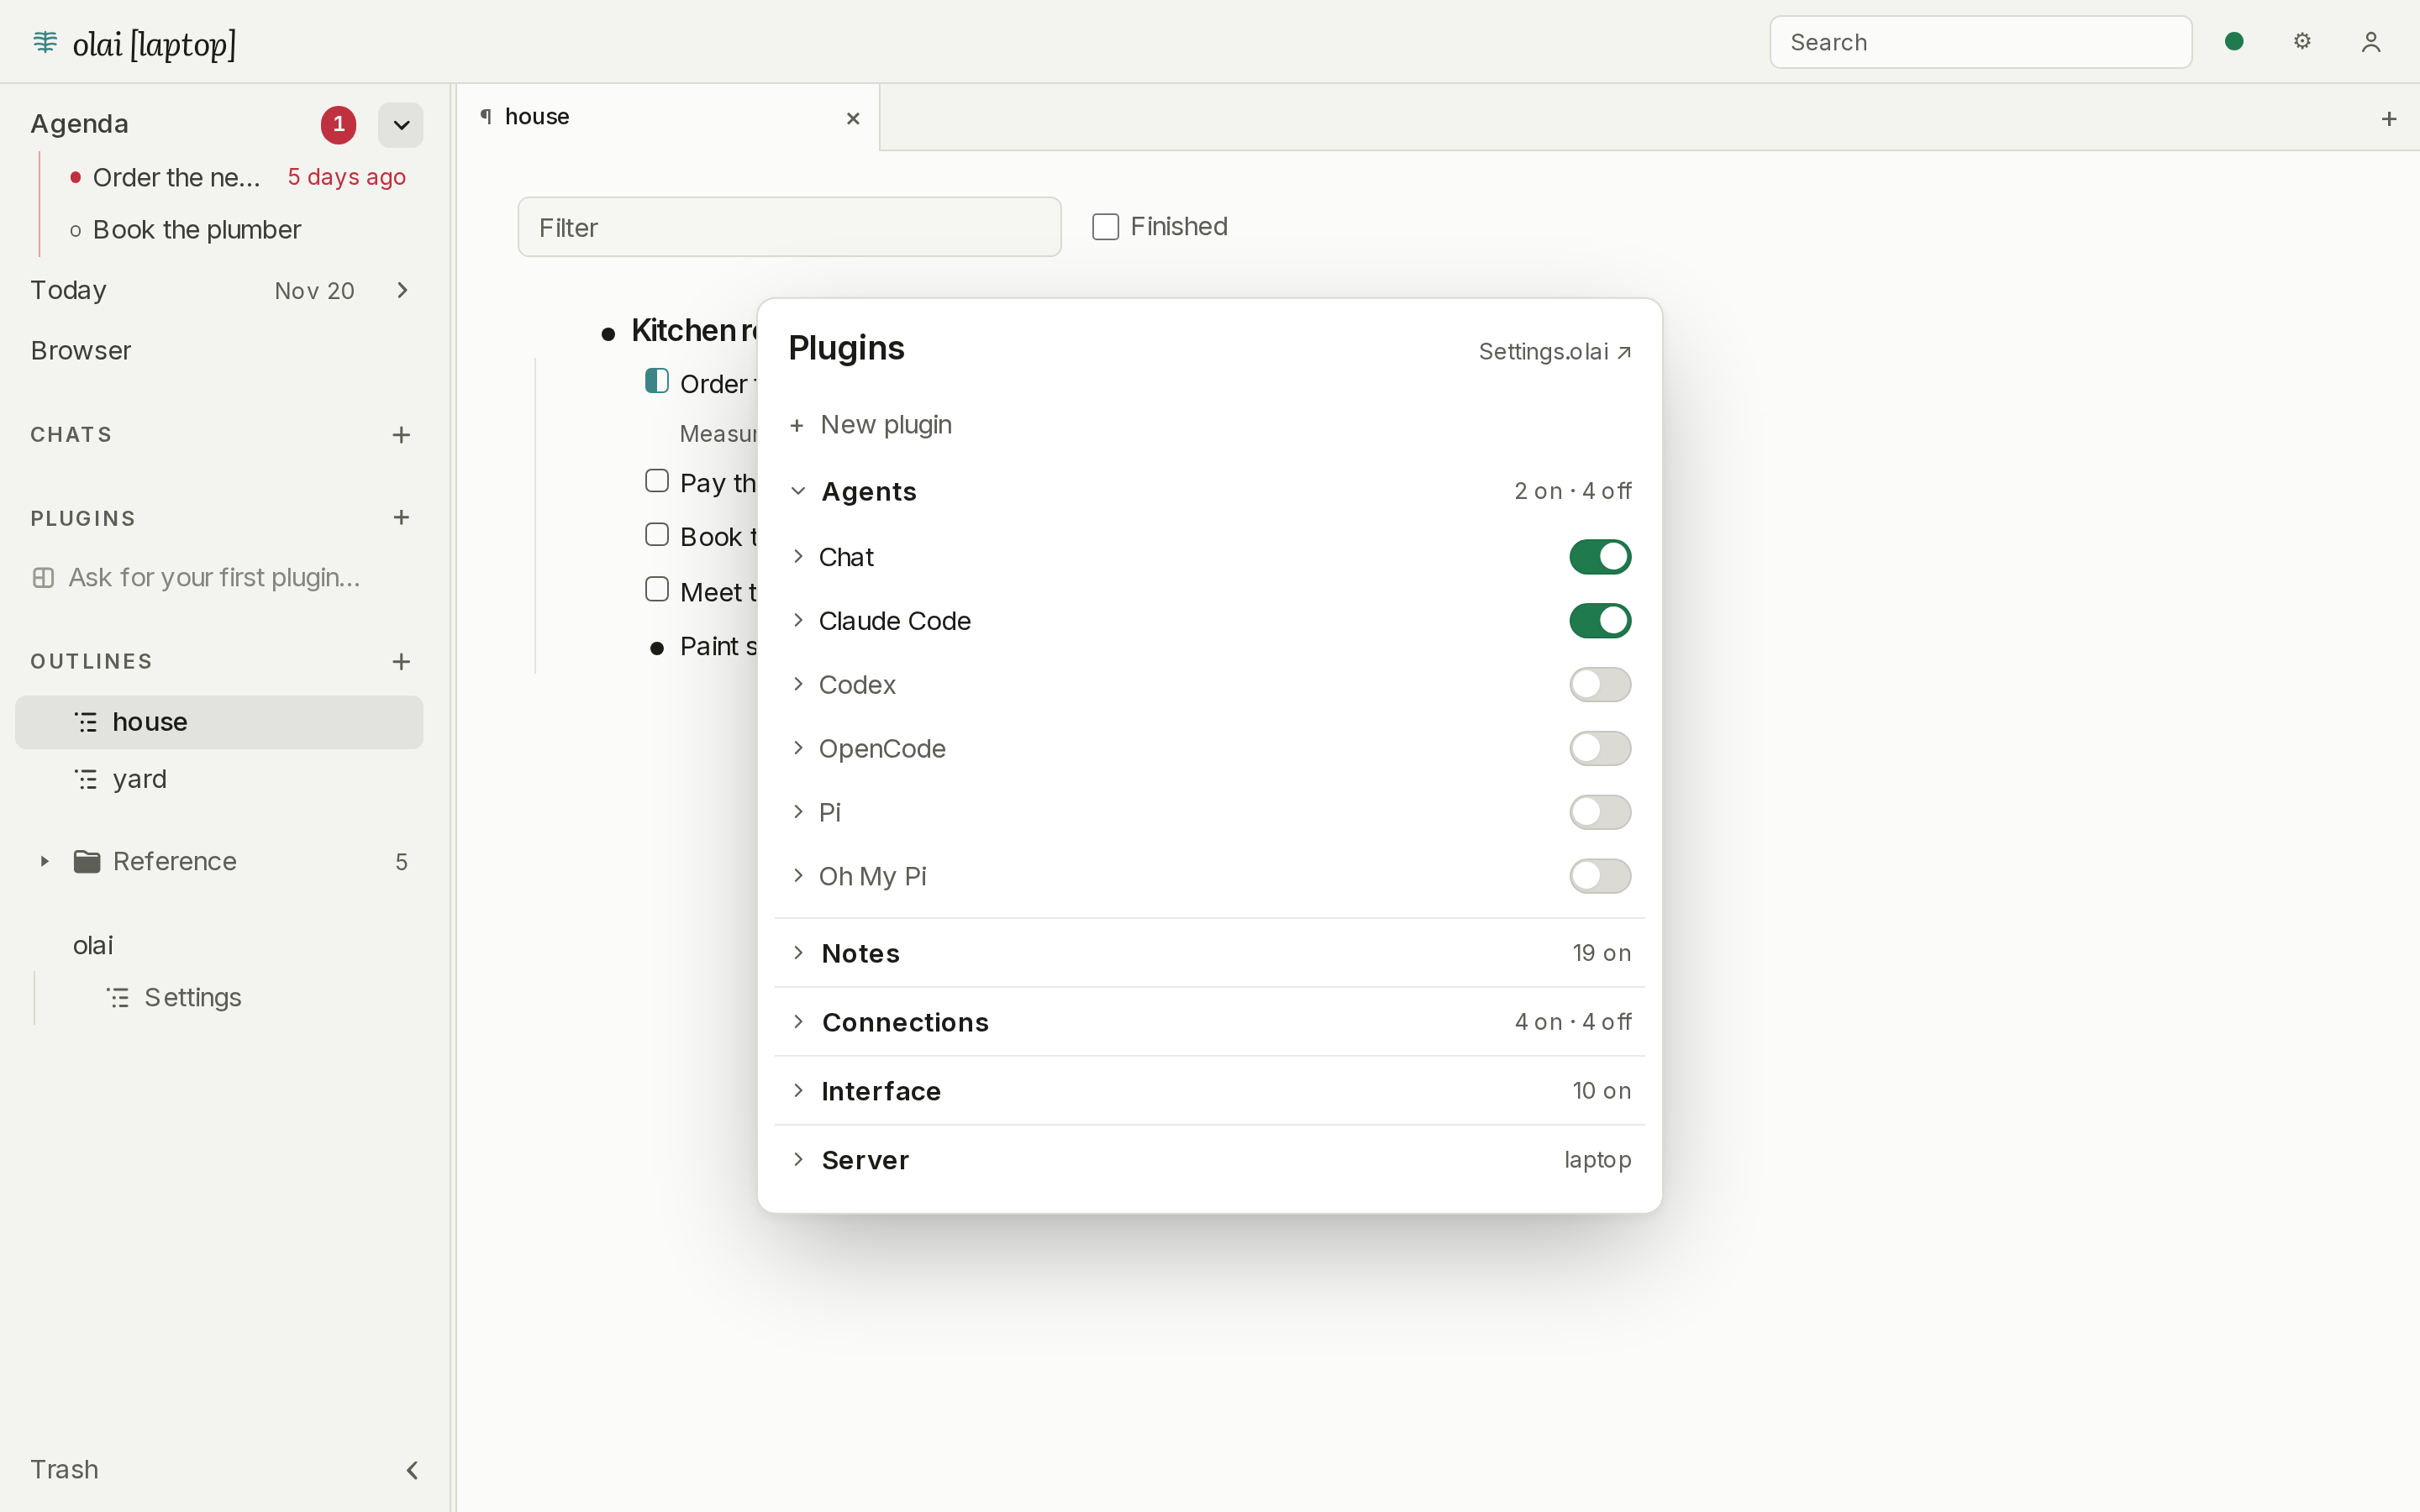 olai [laptop]
Search
Agenda
1
Order the ne...
5 days ago
Book the plumber
Today
Nov 20
Browser
CHATS
PLUGINS
Ask for your first plugin...
OUTLINES
house
yard
Reference
5
olai
Settings
Trash
¶ house
Filter
Finished
Kitchen
Order
Measur
Pay th
Book t
Meet t
Paint s
Plugins
Settings.olai ↗
+ New plugin
Agents
2 on · 4 off
Chat
Claude Code
Codex
OpenCode
Pi
Oh My Pi
Notes
19 on
Connections
4 on · 4 off
Interface
10 on
Server
laptop